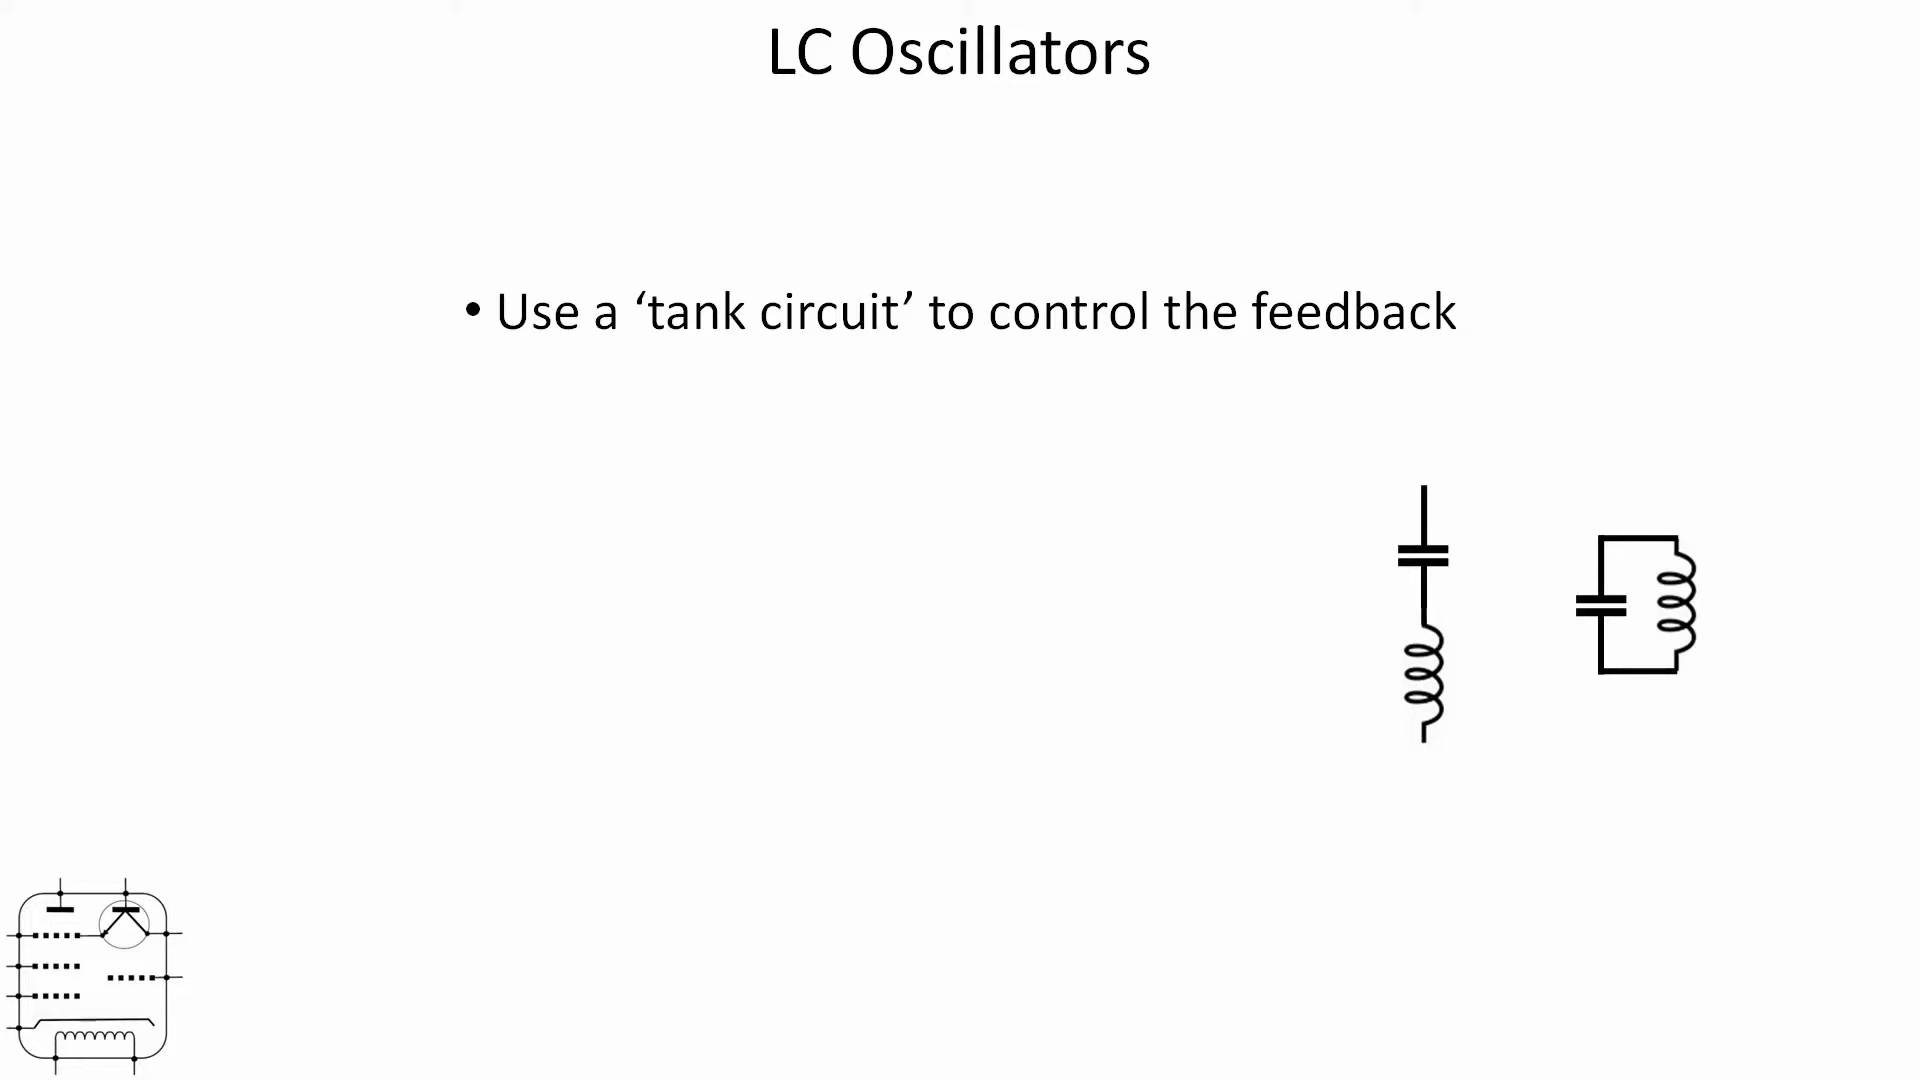 LC Oscillators
• Use a ‘tank circuit’ to control the feedback